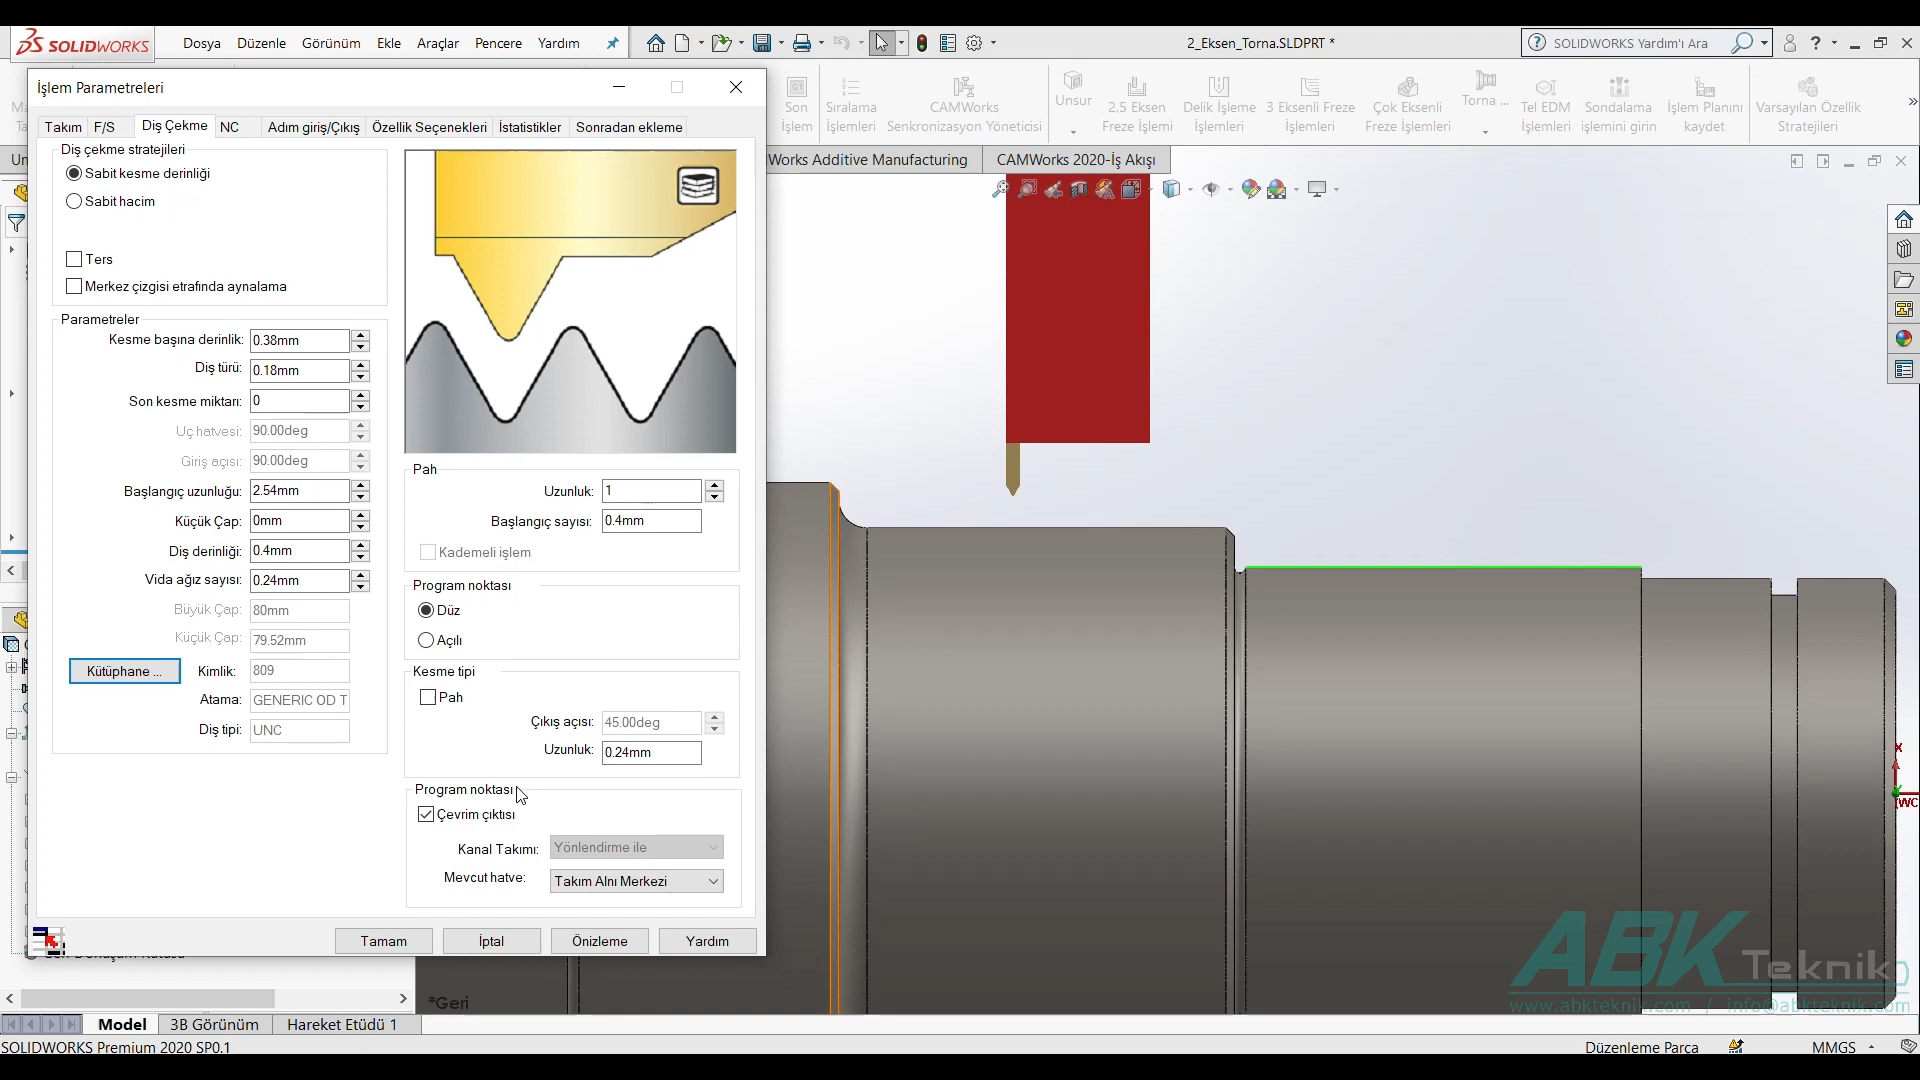 SOLIDWORKS
Dosya Düzenle Görünüm Ekle Araçlar Pencere Yardım
2_Eksen_Torna.SLDPRT *
SOLIDWORKS Yardım'ı Ara
İşlem Parametreleri
Son İşlem
Sıralama İşlemleri
CAMWorks Senkronizasyon Yöneticisi
Unsur
2,5 Eksen Freze İşlemi
Delik İşleme İşlemleri
3 Eksenli Freze İşlemleri
Çok Eksenli Freze İşlemleri
Torna ...
Tel EDM İşlemleri
Sondalama işlemini girin
İşlem Planını kaydet
Varsayılan Özellik Stratejileri
Works Additive Manufacturing
CAMWorks 2020-İş Akışı
Takım F/S Diş Çekme NC Adım giriş/Çıkış Özellik Seçenekleri İstatistikler Sonradan ekleme
Diş çekme stratejileri
Sabit kesme derinliği
Sabit hacim
Ters
Merkez çizgisi etrafında aynalama
Parametreler
Kesme başına derinlik: 0.38mm
Diş türü: 0.18mm
Son kesme miktarı: 0
Uç hatvesi: 90.00deg
Giriş açısı: 90.00deg
Başlangıç uzunluğu: 2.54mm
Küçük Çap: 0mm
Diş derinliği: 0.4mm
Vida ağız sayısı: 0.24mm
Büyük Çap: 80mm
Küçük Çap: 79.52mm
Kütüphane ... Kimlik: 809
Atama: GENERIC OD T
Diş tipi: UNC
Pah
Uzunluk: 1
Başlangıç sayısı: 0.4mm
Kademeli işlem
Program noktası
Düz
Açılı
Kesme tipi
Pah
Çıkış açısı: 45.00deg
Uzunluk: 0.24mm
Program noktası
Çevrim çıktısı
Kanal Takımı: Yönlendirme ile
Mevcut hatve: Takım Alnı Merkezi
Tamam İptal Önizleme Yardım
*Geri
ABK Teknik
www.abkteknik.com / info@abkteknik.com
Model 3B Görünüm Hareket Etüdü 1
SOLIDWORKS Premium 2020 SP0.1
Düzenleme Parça
MMGS